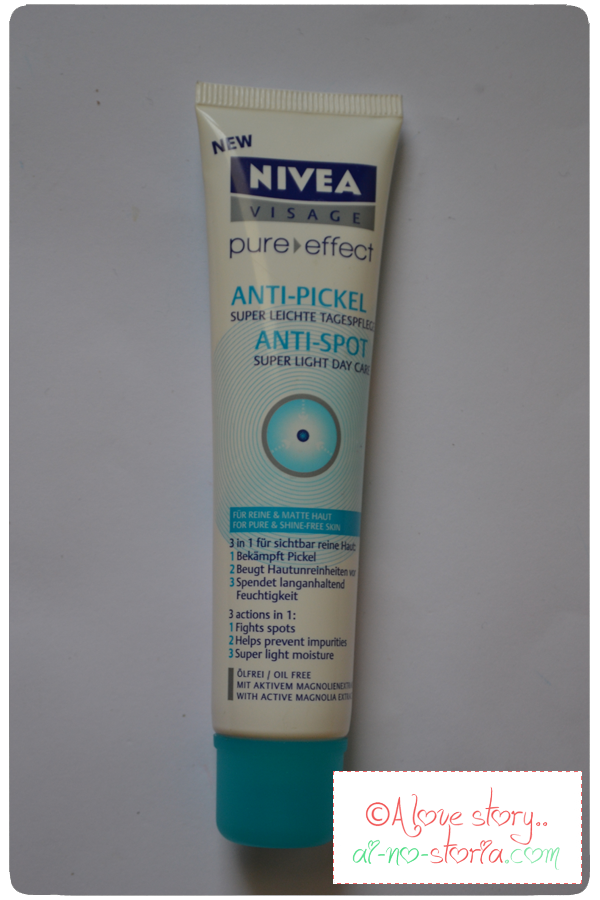 NEW
NIVEA
VISAGE
pure effect
ANTI-PICKEL
SUPER LEICHTE TAGESPFLEGE
ANTI-SPOT
SUPER LIGHT DAY CARE
FÜR REINE & MATTE HAUT
FOR PURE & SHINE-FREE SKIN
3 in 1 für sichtbar reine Haut:
1 Bekämpft Pickel
2 Beugt Hautunreinheiten vor
3 Spendet langanhaltend
Feuchtigkeit
3 actions in 1:
1 Fights spots
2 Helps prevent impurities
3 Super light moisture
ÖLFREI / OIL FREE
MIT AKTIVEM
WITH ACTIVE MAGNOLIA
©A love story..
ai-no-storia.com